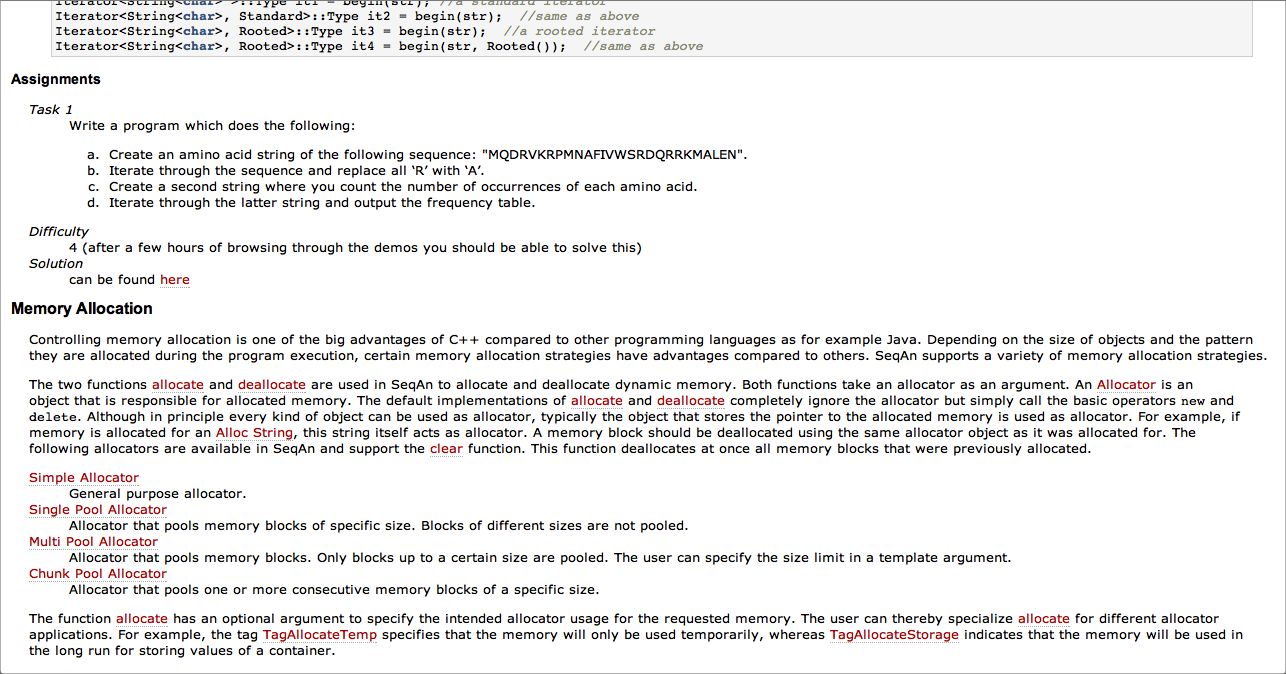 Iterator<String<char> >::Type it1 = begin(str); //a standard iterator
Iterator<String<char>, Standard>::Type it2 = begin(str);  //same as above
Iterator<String<char>, Rooted>::Type it3 = begin(str);  //a rooted iterator
Iterator<String<char>, Rooted>::Type it4 = begin(str, Rooted());  //same as above
Assignments
Task 1
Write a program which does the following:
a. Create an amino acid string of the following sequence: "MQDRVKRPMNAFIVWSRDQRRKMALEN".
b. Iterate through the sequence and replace all ‘R’ with ‘A’.
c. Create a second string where you count the number of occurrences of each amino acid.
d. Iterate through the latter string and output the frequency table.
Difficulty
4 (after a few hours of browsing through the demos you should be able to solve this)
Solution
can be found here
Memory Allocation
Controlling memory allocation is one of the big advantages of C++ compared to other programming languages as for example Java. Depending on the size of objects and the pattern
they are allocated during the program execution, certain memory allocation strategies have advantages compared to others. SeqAn supports a variety of memory allocation strategies.
The two functions allocate and deallocate are used in SeqAn to allocate and deallocate dynamic memory. Both functions take an allocator as an argument. An Allocator is an
object that is responsible for allocated memory. The default implementations of allocate and deallocate completely ignore the allocator but simply call the basic operators new and
delete. Although in principle every kind of object can be used as allocator, typically the object that stores the pointer to the allocated memory is used as allocator. For example, if
memory is allocated for an Alloc String, this string itself acts as allocator. A memory block should be deallocated using the same allocator object as it was allocated for. The
following allocators are available in SeqAn and support the clear function. This function deallocates at once all memory blocks that were previously allocated.
Simple Allocator
General purpose allocator.
Single Pool Allocator
Allocator that pools memory blocks of specific size. Blocks of different sizes are not pooled.
Multi Pool Allocator
Allocator that pools memory blocks. Only blocks up to a certain size are pooled. The user can specify the size limit in a template argument.
Chunk Pool Allocator
Allocator that pools one or more consecutive memory blocks of a specific size.
The function allocate has an optional argument to specify the intended allocator usage for the requested memory. The user can thereby specialize allocate for different allocator
applications. For example, the tag TagAllocateTemp specifies that the memory will only be used temporarily, whereas TagAllocateStorage indicates that the memory will be used in
the long run for storing values of a container.